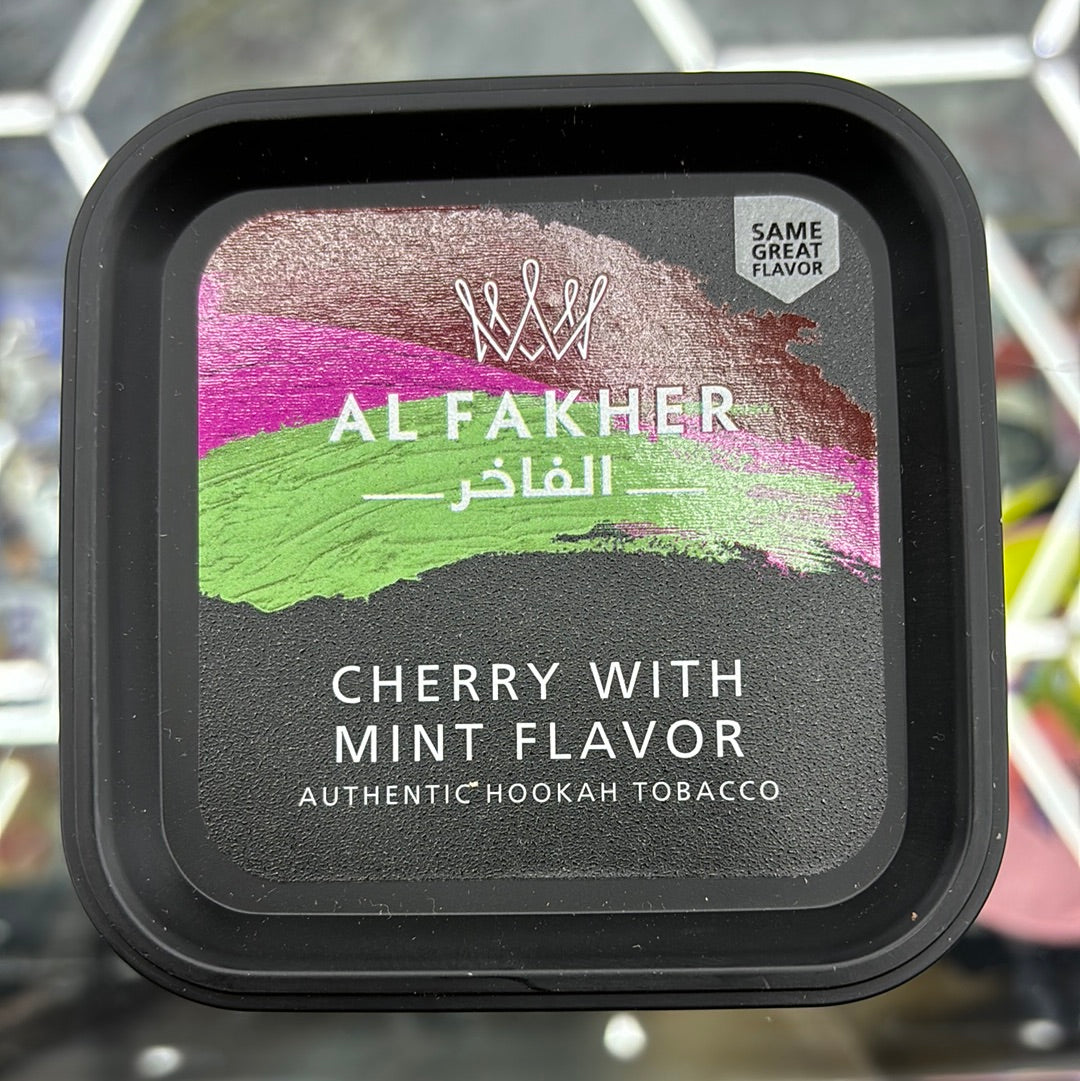 SAME
GREAT
FLAVOR
AL FAKHER
الفاخر
CHERRY WITH
MINT FLAVOR
AUTHENTIC HOOKAH TOBACCO